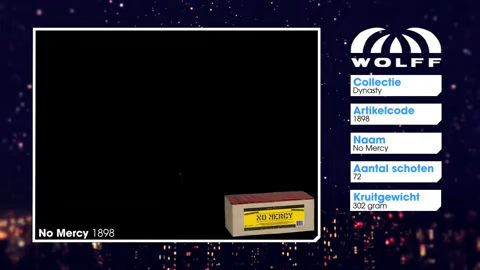 WOLFF
Collectie
Dynasty
Artikelcode
1898
Naam
No Mercy
Aantal schoten
72
Kruitgewicht
302 gram
NO MERCY
No Mercy 1898